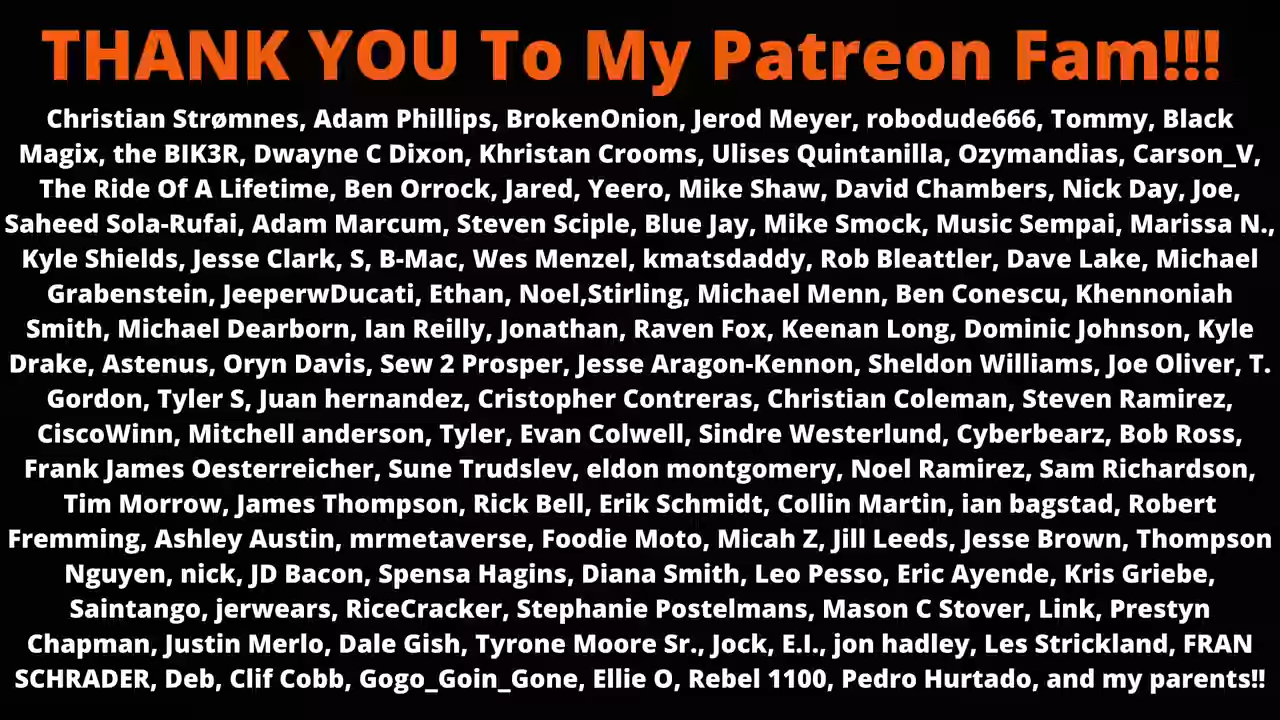 THANK YOU To My Patreon Fam!!!
Christian Strømnes, Adam Phillips, BrokenOnion, Jerod Meyer, robodude666, Tommy, Black
Magix, the BIK3R, Dwayne C Dixon, Khristan Crooms, Ulises Quintanilla, Ozymandias, Carson_V,
The Ride Of A Lifetime, Ben Orrock, Jared, Yeero, Mike Shaw, David Chambers, Nick Day, Joe,
Saheed Sola-Rufai, Adam Marcum, Steven Sciple, Blue Jay, Mike Smock, Music Sempai, Marissa N.,
Kyle Shields, Jesse Clark, S, B-Mac, Wes Menzel, kmatsdaddy, Rob Bleattler, Dave Lake, Michael
Grabenstein, JeeperwDucati, Ethan, Noel,Stirling, Michael Menn, Ben Conescu, Khennoniah
Smith, Michael Dearborn, Ian Reilly, Jonathan, Raven Fox, Keenan Long, Dominic Johnson, Kyle
Drake, Astenus, Oryn Davis, Sew 2 Prosper, Jesse Aragon-Kennon, Sheldon Williams, Joe Oliver, T.
Gordon, Tyler S, Juan hernandez, Cristopher Contreras, Christian Coleman, Steven Ramirez,
CiscoWinn, Mitchell anderson, Tyler, Evan Colwell, Sindre Westerlund, Cyberbearz, Bob Ross,
Frank James Oesterreicher, Sune Trudslev, eldon montgomery, Noel Ramirez, Sam Richardson,
Tim Morrow, James Thompson, Rick Bell, Erik Schmidt, Collin Martin, ian bagstad, Robert
Fremming, Ashley Austin, mrmetaverse, Foodie Moto, Micah Z, Jill Leeds, Jesse Brown, Thompson
Nguyen, nick, JD Bacon, Spensa Hagins, Diana Smith, Leo Pesso, Eric Ayende, Kris Griebe,
Saintango, jerwears, RiceCracker, Stephanie Postelmans, Mason C Stover, Link, Prestyn
Chapman, Justin Merlo, Dale Gish, Tyrone Moore Sr., Jock, E.I., jon hadley, Les Strickland, FRAN
SCHRADER, Deb, Clif Cobb, Gogo_Goin_Gone, Ellie O, Rebel 1100, Pedro Hurtado, and my parents!!